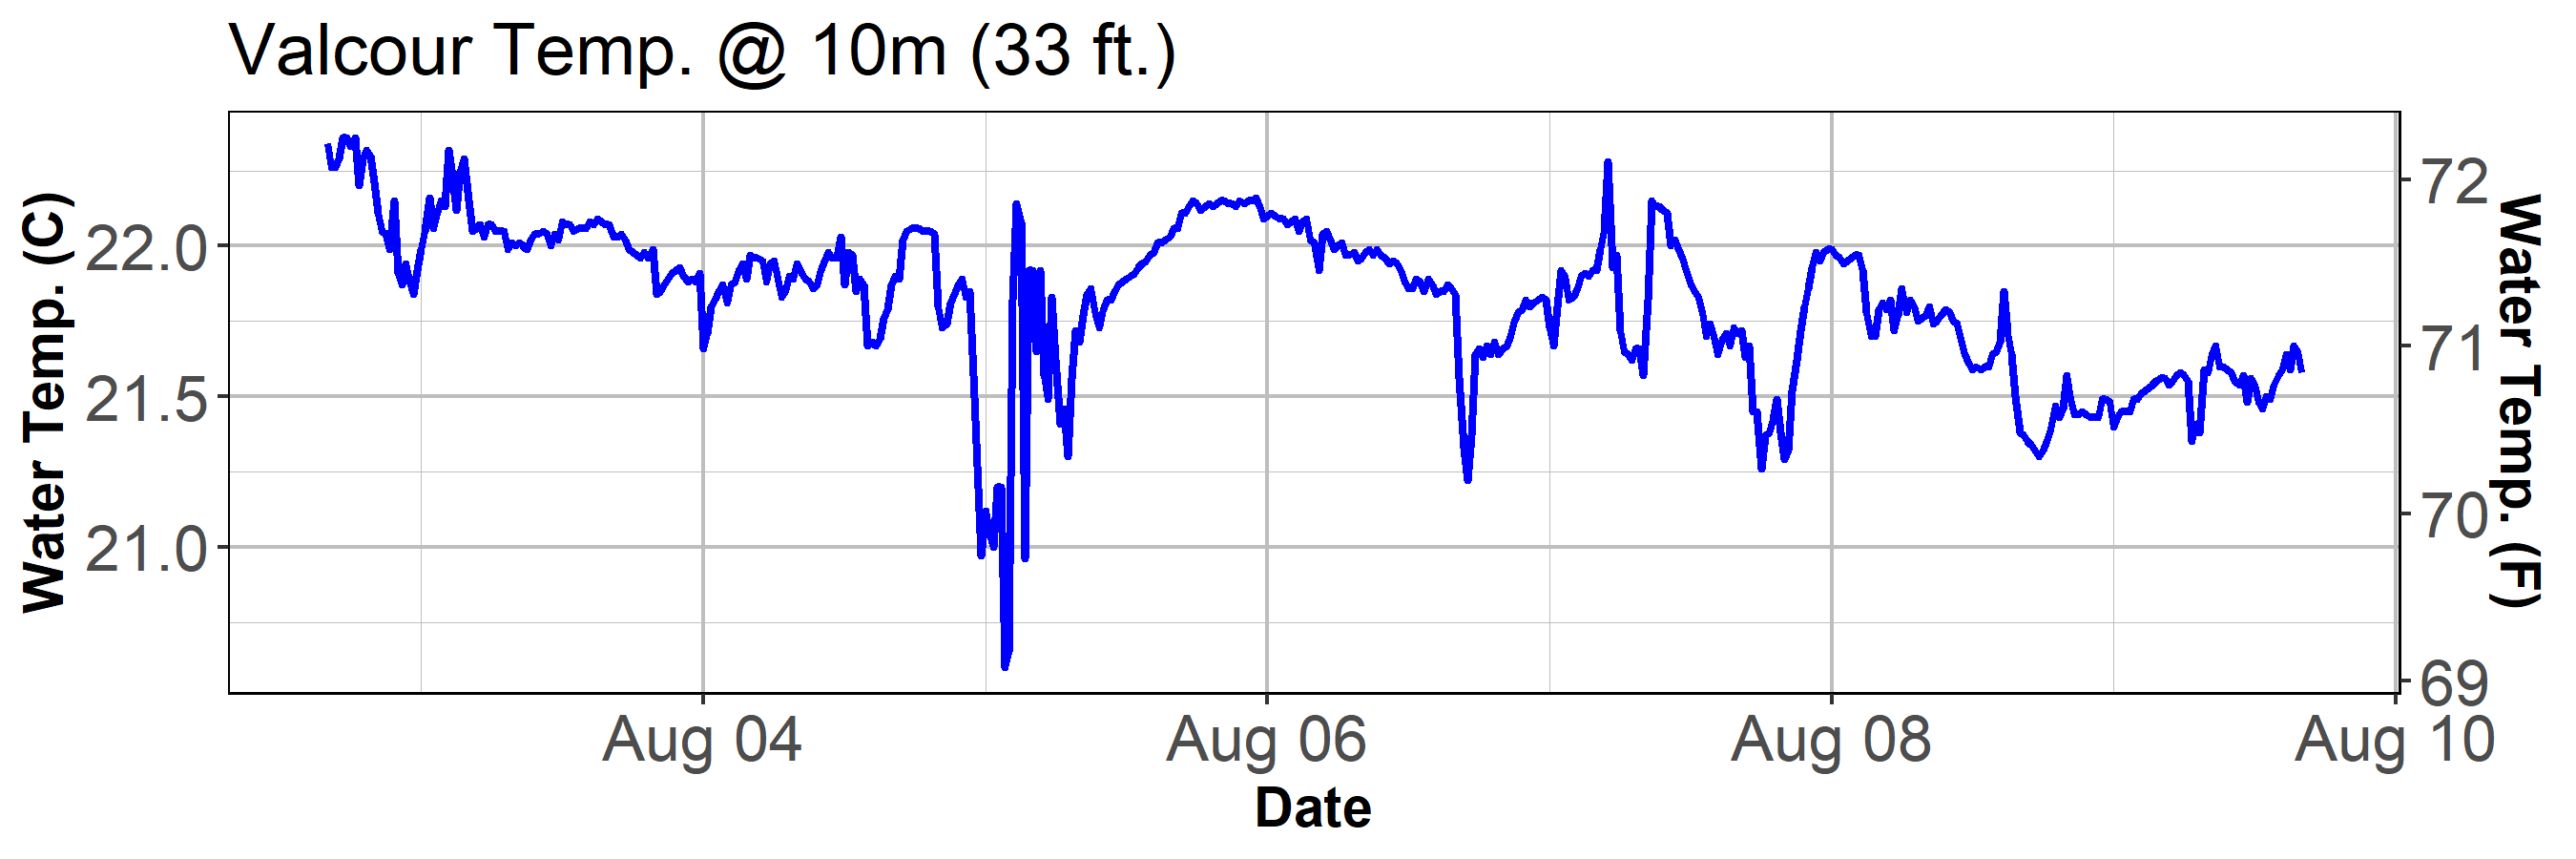 Valcour Temp. @ 10m (33 ft.)
Water Temp. (C)
22.0
21.5
21.0
72
71
70
69
Water Temp. (F)
Aug 04
Aug 06
Aug 08
Aug 10
Date